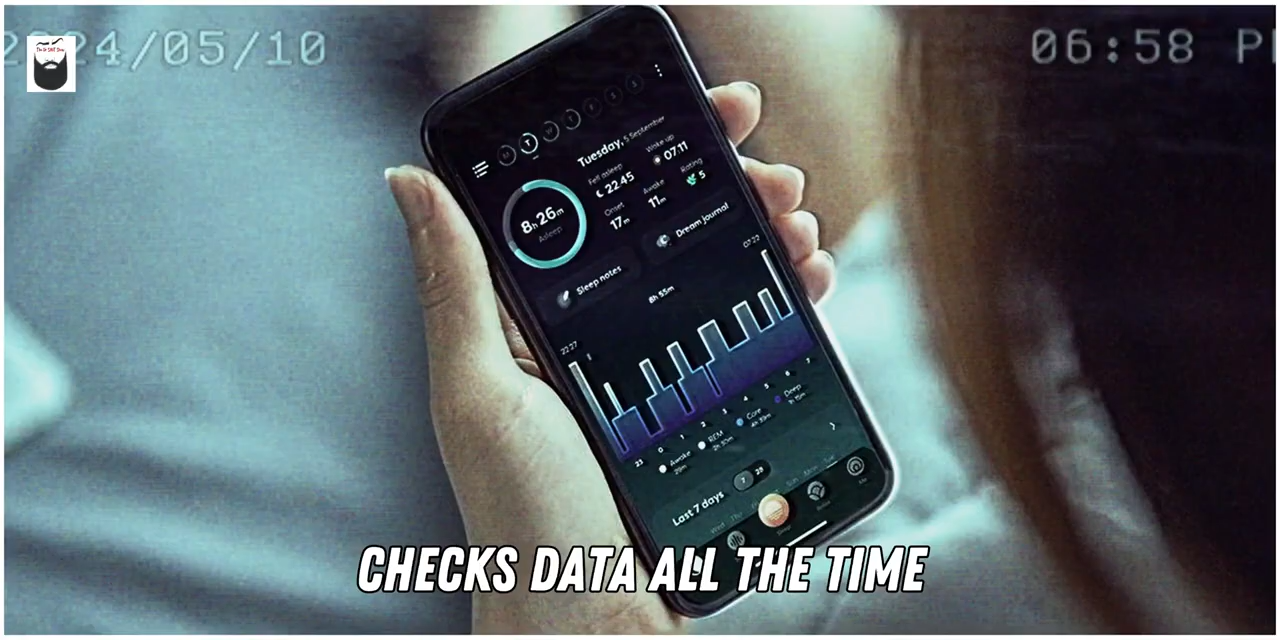 24/05/10
06:58 P
Tuesday, 5 September
Fell asleep
22:45
Woke up
07:11
8h 26m
Asleep
Onset
17m
Awake
11m
Rating
5
Sleep notes
Dream journal
8h 55m
22:27
07:22
23 0 1 2 3 4 5 6 7
Awake
REM
Core
Deep
Last 7 days
7 28
CHECKS DATA ALL THE TIME